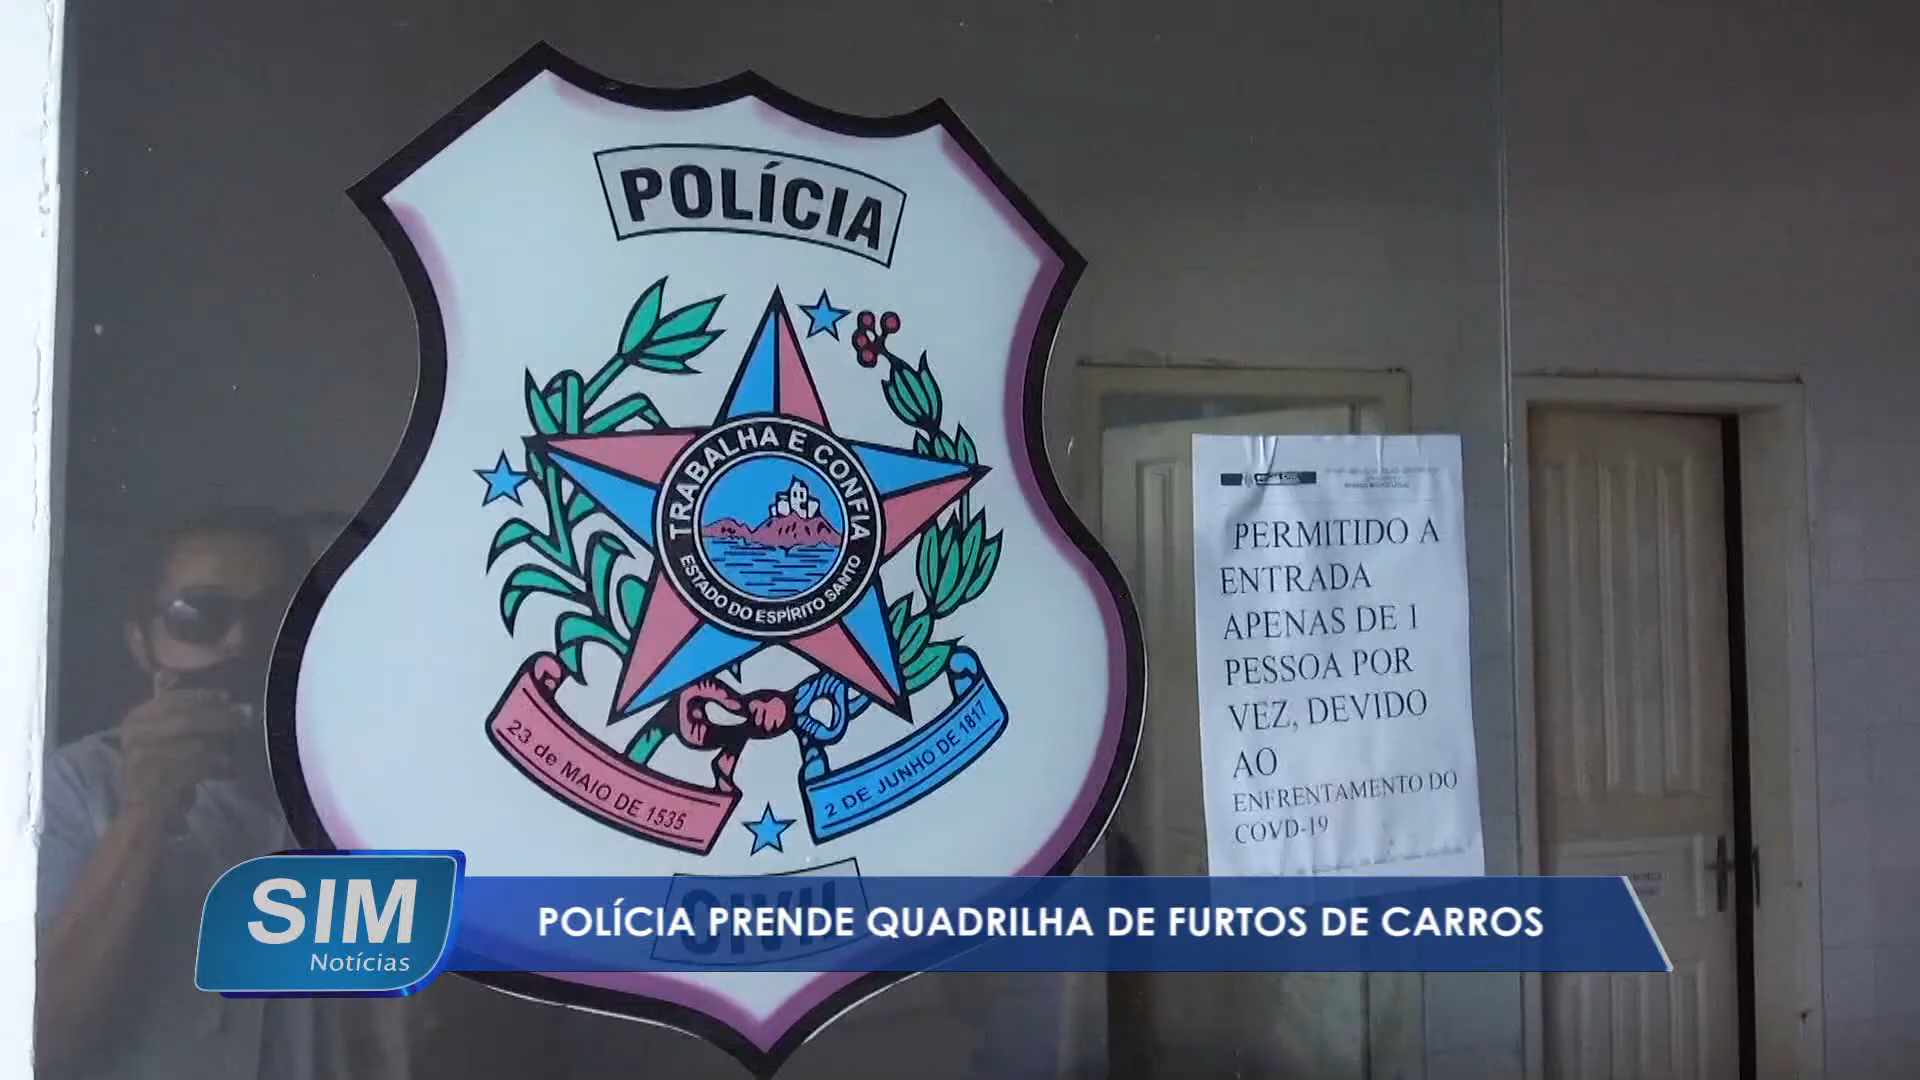 POLÍCIA
TRABALHA E CONFIA
ESTADO DO ESPÍRITO SANTO
23 de MAIO DE 1535
2 DE JUNHO DE 1817
CIVIL
PERMITIDO A
ENTRADA
APENAS DE 1
PESSOA POR
VEZ, DEVIDO
AO
ENFRENTAMENTO DO
COVD-19
SIM
Notícias
POLÍCIA PRENDE QUADRILHA DE FURTOS DE CARROS